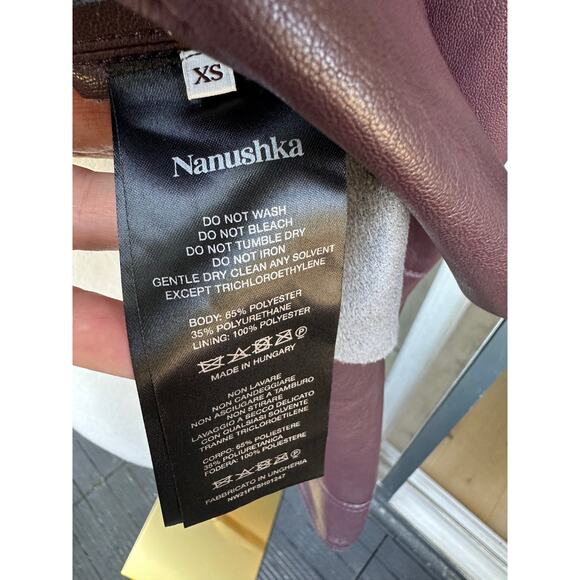 XS
Nanushka
DO NOT WASH
DO NOT BLEACH
DO NOT TUMBLE DRY
DO NOT IRON
GENTLE DRY CLEAN ANY SOLVENT
EXCEPT TRICHLOROETHYLENE
BODY: 65% POLYESTER
35% POLYURETHANE
LINING: 100% POLYESTER
MADE IN HUNGARY
NON LAVARE
NON CANDEGGIARE
NON ASCIUGARE A TAMBURO
NON STIRARE
LAVAGGIO A SECCO DELICATO
CON QUALSIASI SOLVENTE
TRANNE TRICLOROETILENE
CORPO: 65% POLIESTERE
35% POLIURETANICA
FODERA: 100% POLIESTERE
FABBRICATO IN UNGHERIA
NW21PFSH01247